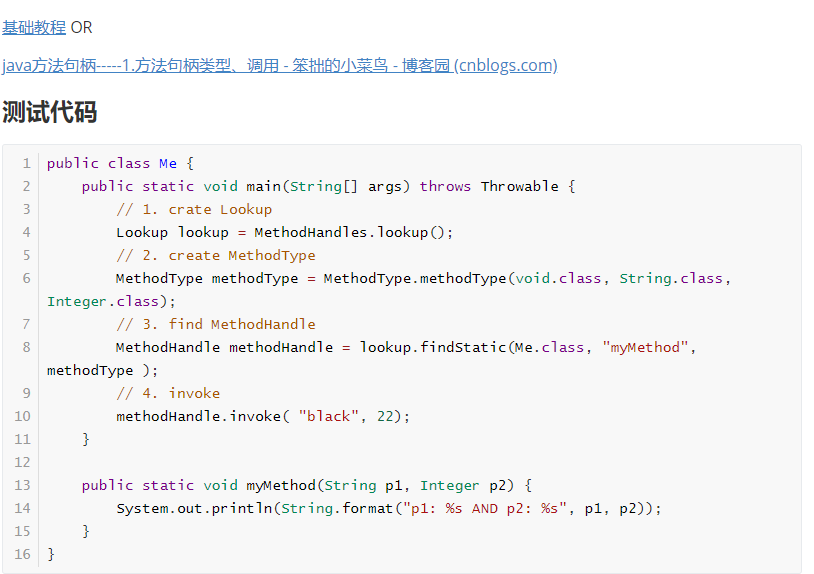 基础教程 OR
java方法句柄-----1.方法句柄类型、调用 - 笨拙的小菜鸟 - 博客园 (cnblogs.com)
测试代码
1 public class Me {
2     public static void main(String[] args) throws Throwable {
3         // 1. crate Lookup
4         Lookup lookup = MethodHandles.lookup();
5         // 2. create MethodType
6         MethodType methodType = MethodType.methodType(void.class, String.class,
Integer.class);
7         // 3. find MethodHandle
8         MethodHandle methodHandle = lookup.findStatic(Me.class, "myMethod",
methodType );
9         // 4. invoke
10         methodHandle.invoke( "black", 22);
11     }
12
13     public static void myMethod(String p1, Integer p2) {
14         System.out.println(String.format("p1: %s AND p2: %s", p1, p2));
15     }
16 }